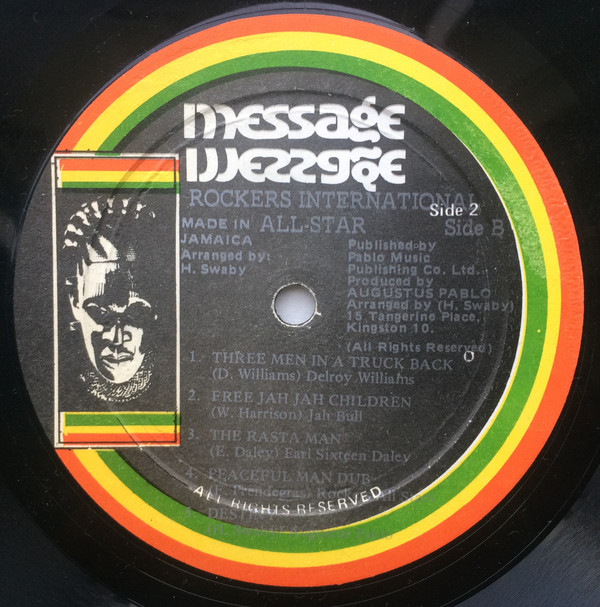 message
message
ROCKERS INTERNATIONAL
Side 2
MADE IN ALL-STAR Side B
JAMAICA
Arranged by:
H. Swaby
Published by
Pablo Music
Publishing Co. Ltd.
Produced by
AUGUSTUS PABLO
Arranged by (H. Swaby)
15 Tangerine Place,
Kingston 10.
(All Rights Reserved)
1. THREE MEN IN A TRUCK BACK
(D. Williams) Delroy Williams
2. FREE JAH JAH CHILDREN
(W. Harrison) Jah Bull
3. THE RASTA MAN
(E. Daley) Earl Sixteen Daley
4. PEACEFUL MAN DUB
ALL RIGHTS RESERVED